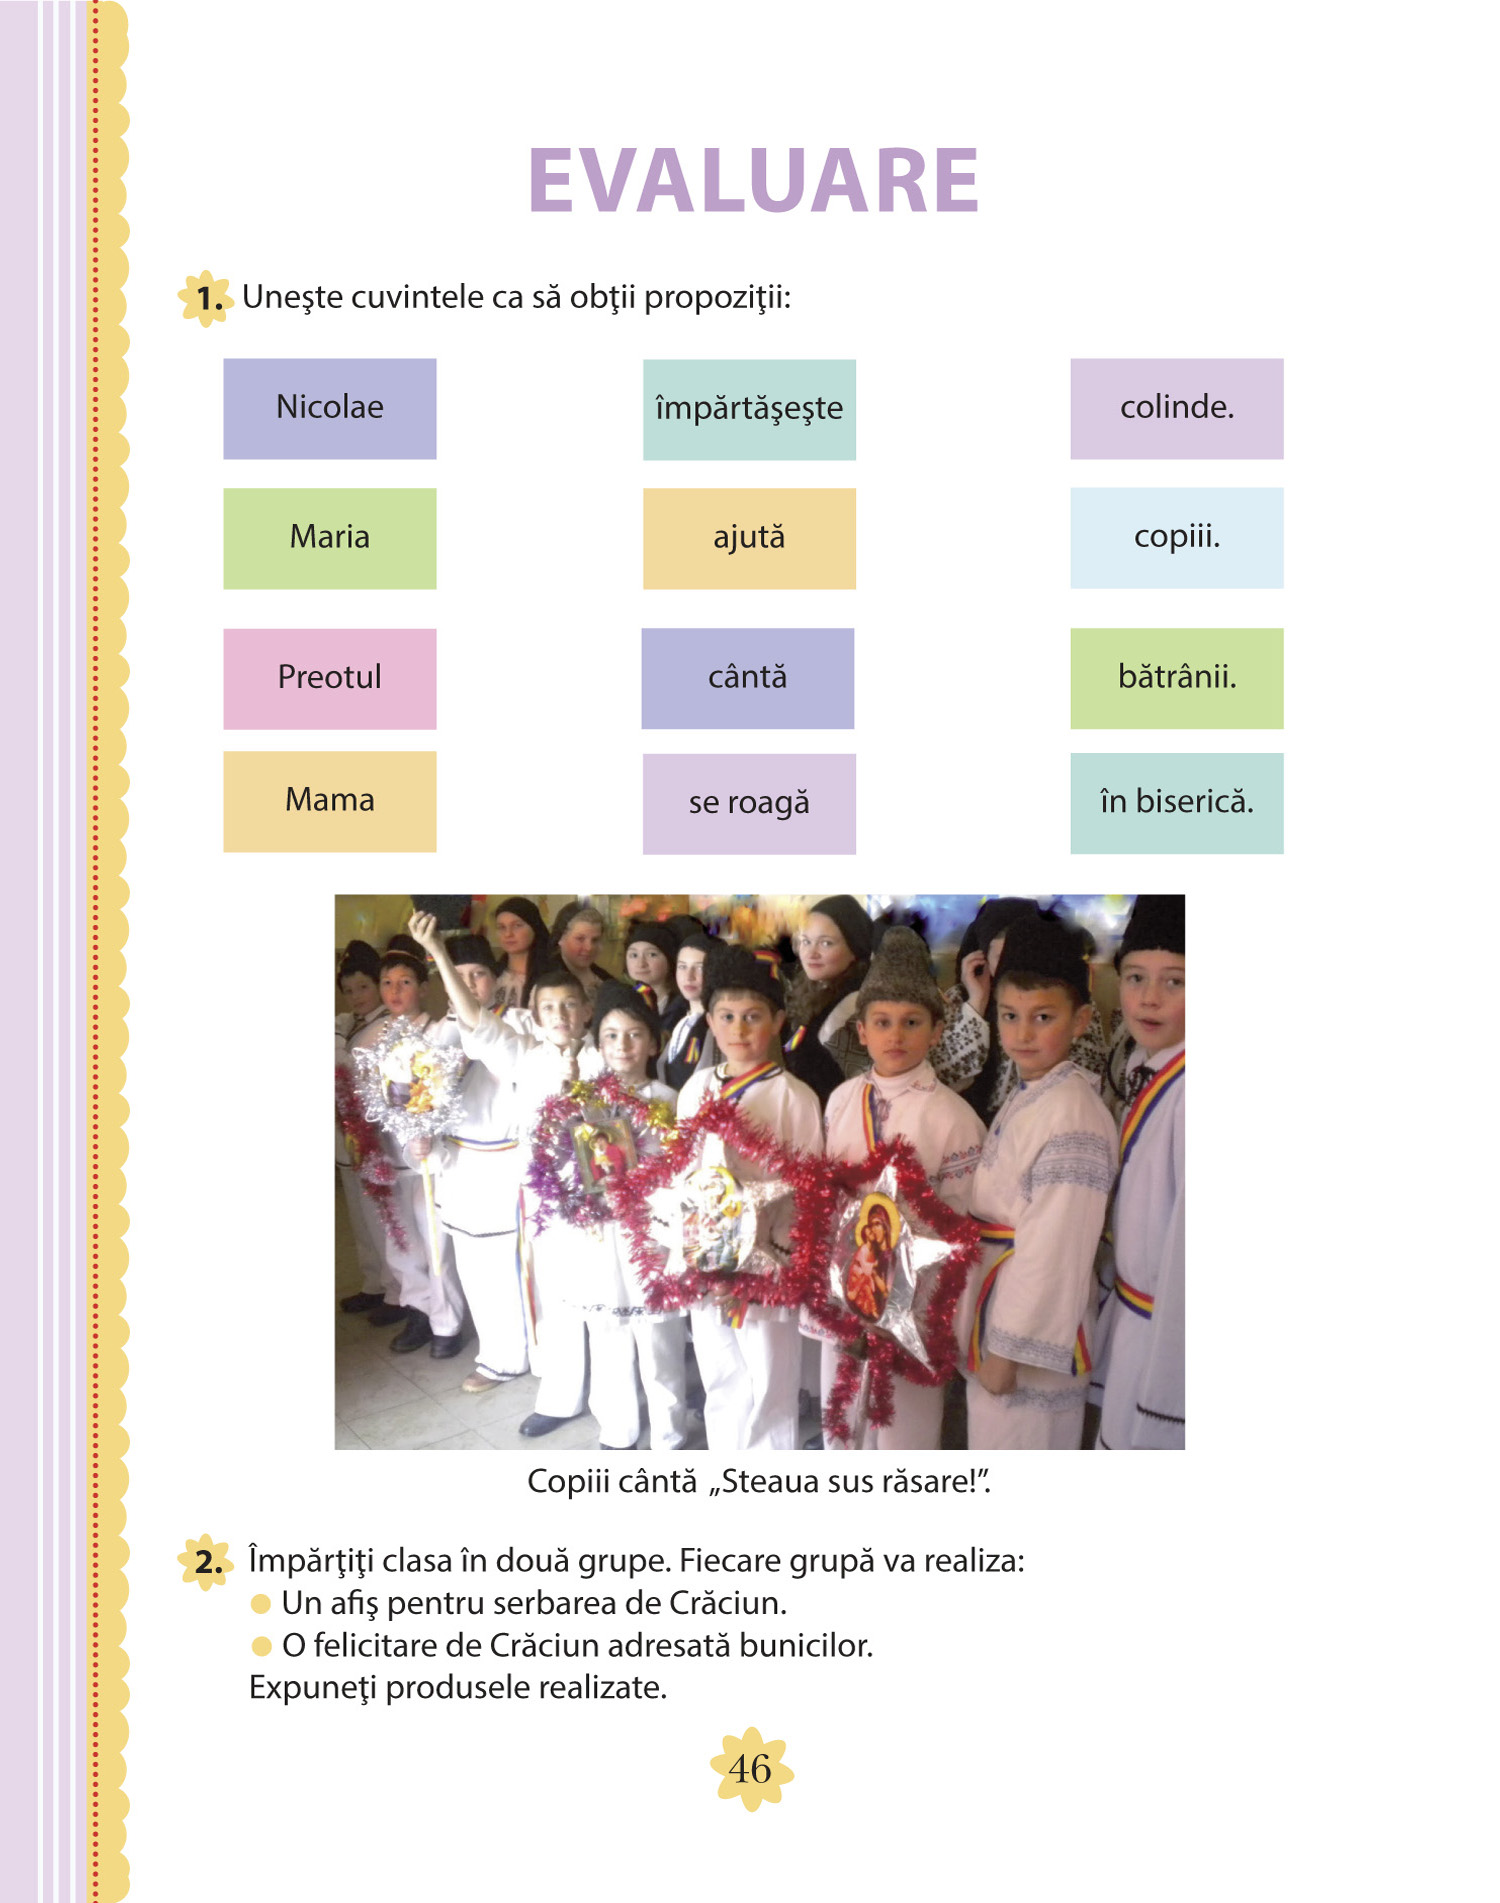 EVALUARE
1. Uneşte cuvintele ca să obţii propoziţii:
Nicolae împărtăşeşte colinde.
Maria ajută copiii.
Preotul cântă bătrânii.
Mama se roagă în biserică.
Copiii cântă „Steaua sus răsare!”.
2. Împărţiţi clasa în două grupe. Fiecare grupă va realiza:
Un afiş pentru serbarea de Crăciun.
O felicitare de Crăciun adresată bunicilor.
Expuneţi produsele realizate.
46